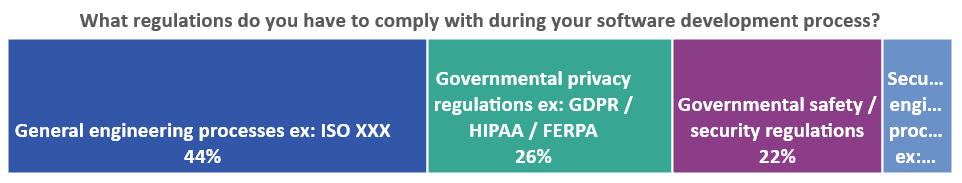 What regulations do you have to comply with during your software development process?
General engineering processes ex: ISO XXX
44%
Governmental privacy
regulations ex: GDPR /
HIPAA / FERPA
26%
Governmental safety /
security regulations
22%
Secu...
engi...
proc...
ex:...